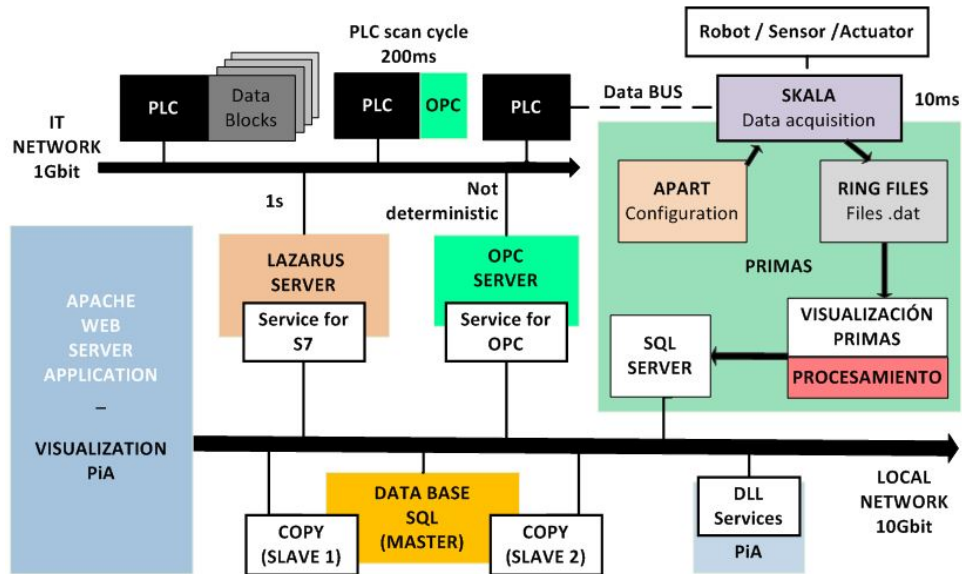 PLC scan cycle
200ms
Robot / Sensor /Actuator
PLC
Data
Blocks
PLC
OPC
PLC
Data BUS
SKALA
Data acquisition
10ms
IT
NETWORK
1Gbit
1s
Not
deterministic
APART
Configuration
RING FILES
Files .dat
PRIMAS
LAZARUS
SERVER
Service for
S7
OPC
SERVER
Service for
OPC
SQL
SERVER
VISUALIZACIÓN
PRIMAS
PROCESAMIENTO
APACHE
WEB
SERVER
APPLICATION
–
VISUALIZATION
PiA
LOCAL
NETWORK
10Gbit
COPY
(SLAVE 1)
DATA BASE
SQL
(MASTER)
COPY
(SLAVE 2)
DLL
Services
PiA